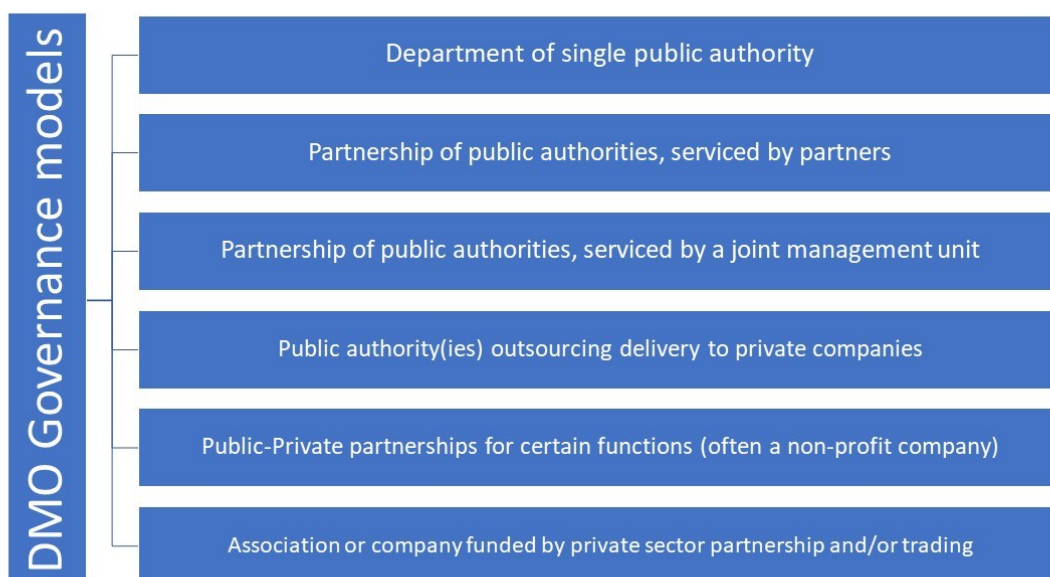 DMO Governance models
Department of single public authority
Partnership of public authorities, serviced by partners
Partnership of public authorities, serviced by a joint management unit
Public authority(ies) outsourcing delivery to private companies
Public-Private partnerships for certain functions (often a non-profit company)
Association or company funded by private sector partnership and/or trading